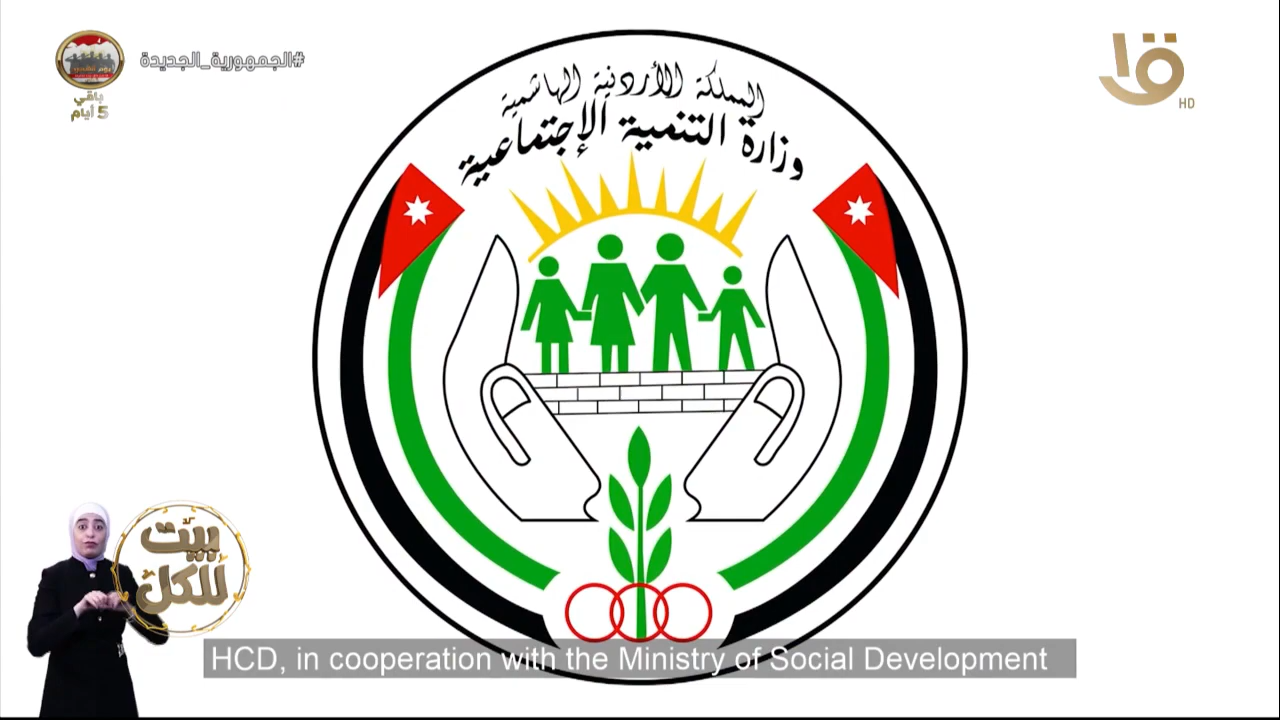 #الجمهورية_الجديدة
باقي
5 أيام
HD
المملكة الأردنية الهاشمية
وزارة التنمية الإجتماعية
بيت
للكل
HCD, in cooperation with the Ministry of Social Development